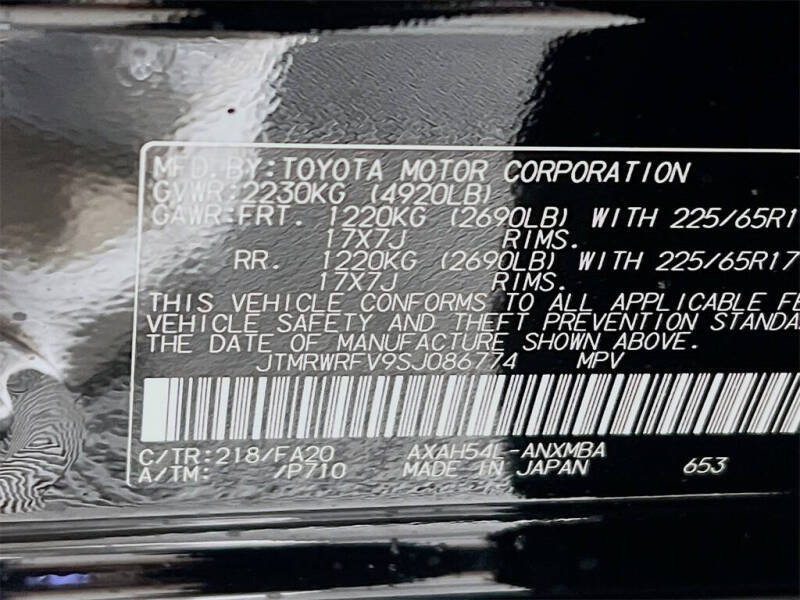 MFD.BY:TOYOTA MOTOR CORPORATION
GVWR:2230KG (4920LB)
GAWR:FRT. 1220KG (2690LB) WITH 225/65R1
17X7J RIMS.
RR. 1220KG (2690LB) WITH 225/65R17
17X7J RIMS.
THIS VEHICLE CONFORMS TO ALL APPLICABLE FE
VEHICLE SAFETY AND THEFT PREVENTION STANDA
THE DATE OF MANUFACTURE SHOWN ABOVE.
JTMRWRFV9SJ086774 MPV
C/TR:218/FA20 AXAH54L-ANXMBA
A/TM: /P710 MADE IN JAPAN 653